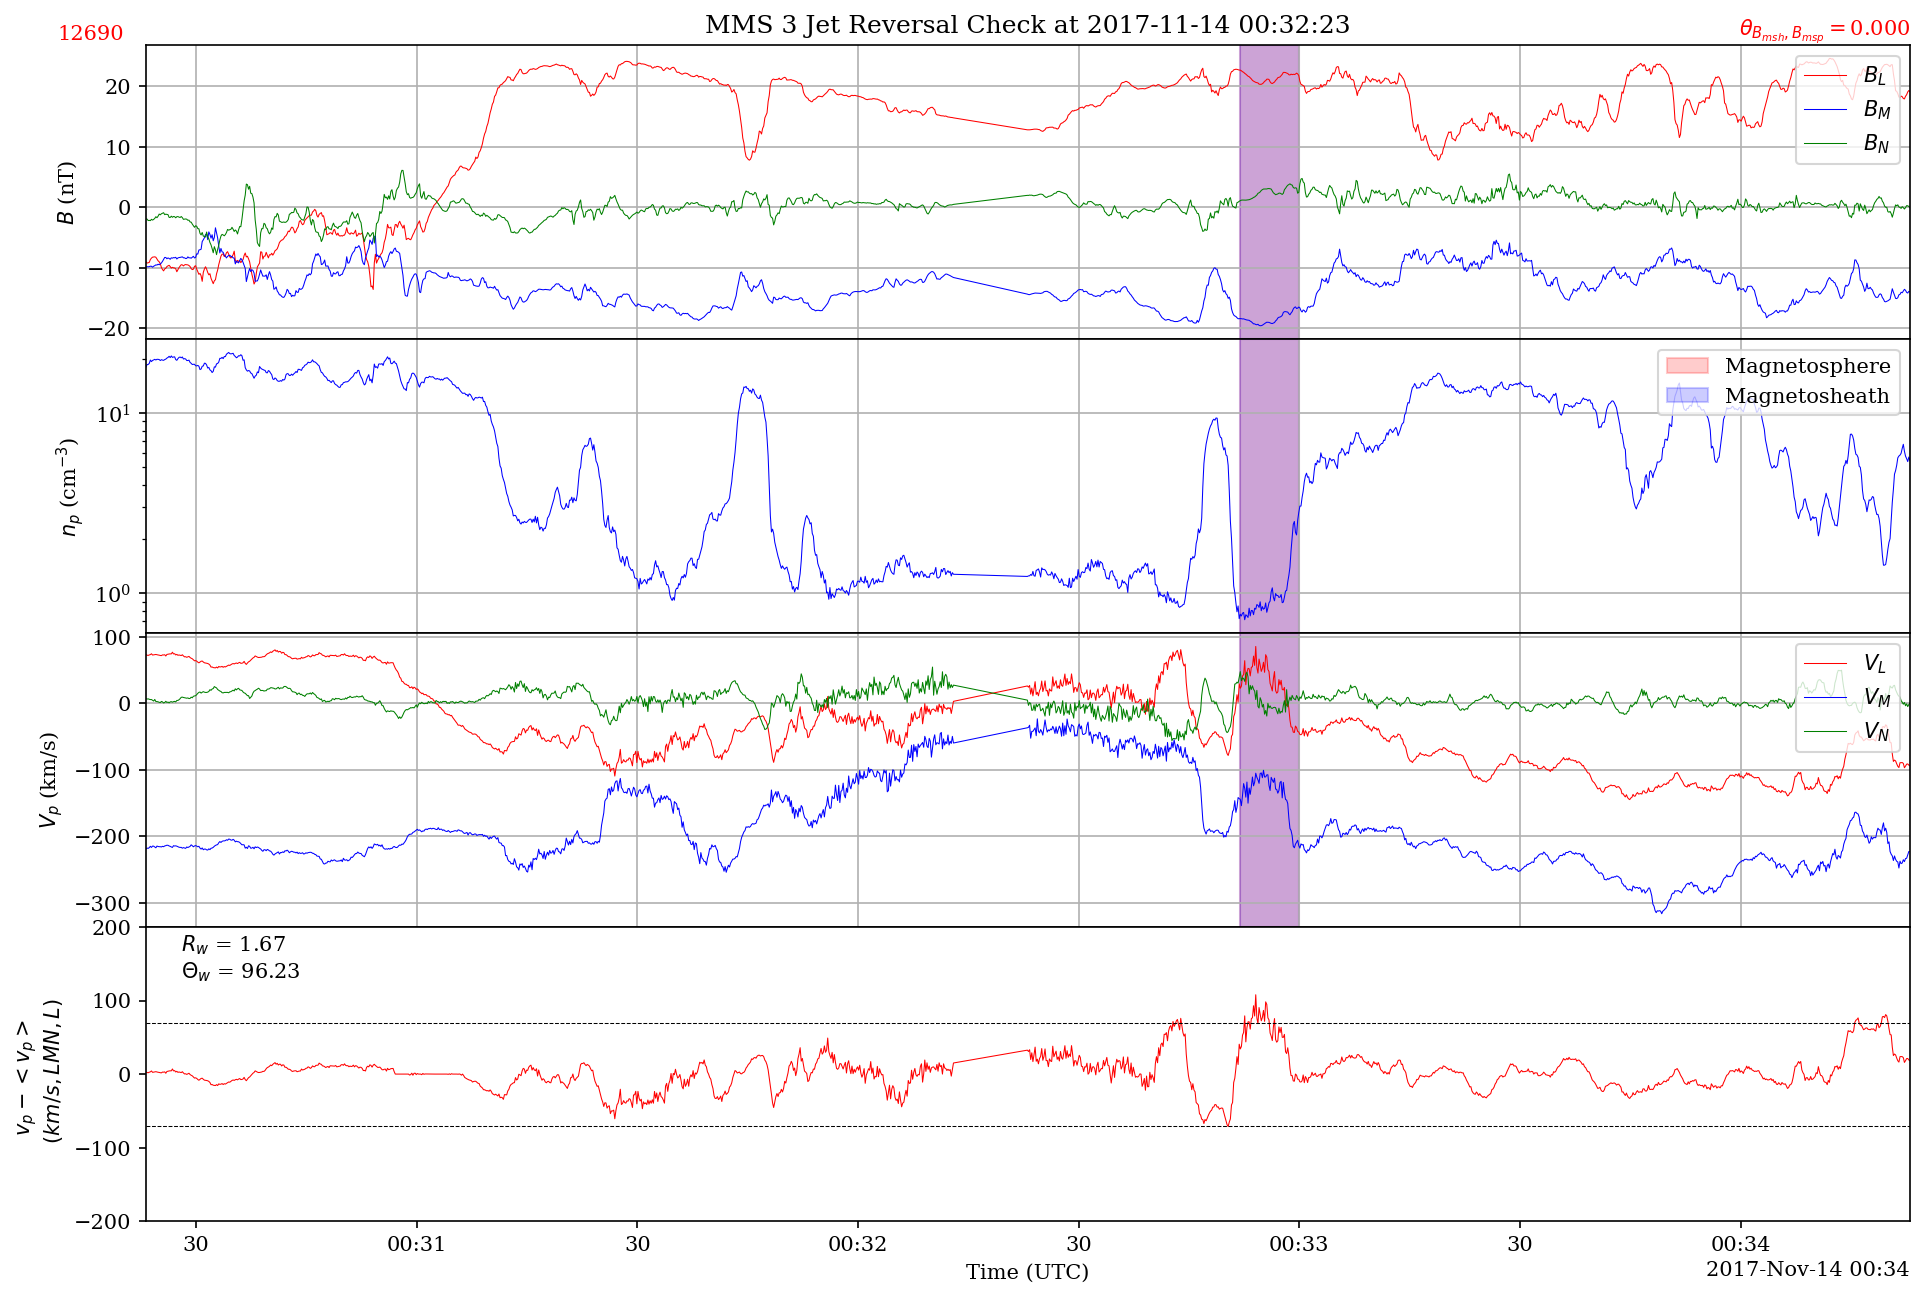 12690
MMS 3 Jet Reversal Check at 2017-11-14 00:32:23
θ_{B_{msh}, B_{msp}} = 0.000
20
10
0
−10
−20
B (nT)
B_L
B_M
B_N
10^1
10^0
n_p (cm^{−3})
Magnetosphere
Magnetosheath
100
0
−100
−200
−300
V_p (km/s)
V_L
V_M
V_N
200
100
0
−100
−200
v_p − <v_p>
(km/s, LMN, L)
R_w = 1.67
Θ_w = 96.23
30 00:31 30 00:32 30 00:33 30 00:34
Time (UTC)
2017-Nov-14 00:34